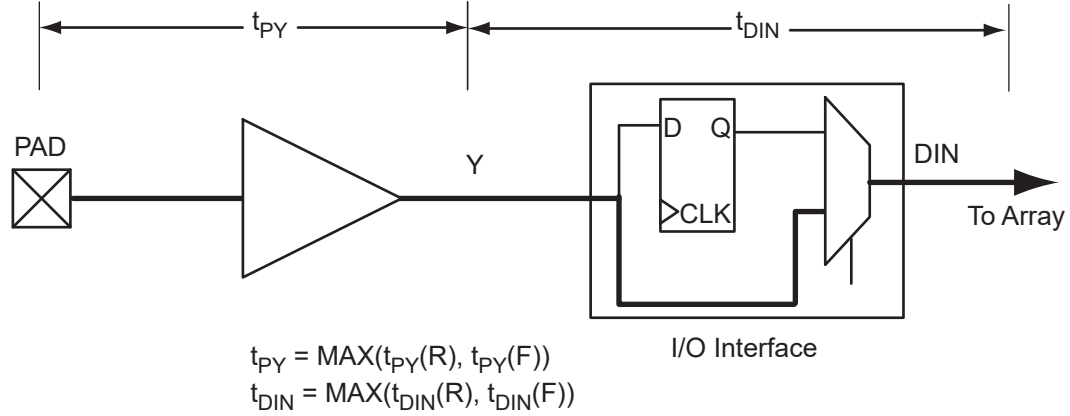 tPY
tDIN
PAD
Y
D Q
CLK
DIN
To Array
I/O Interface
tPY = MAX(tPY(R), tPY(F))
tDIN = MAX(tDIN(R), tDIN(F))